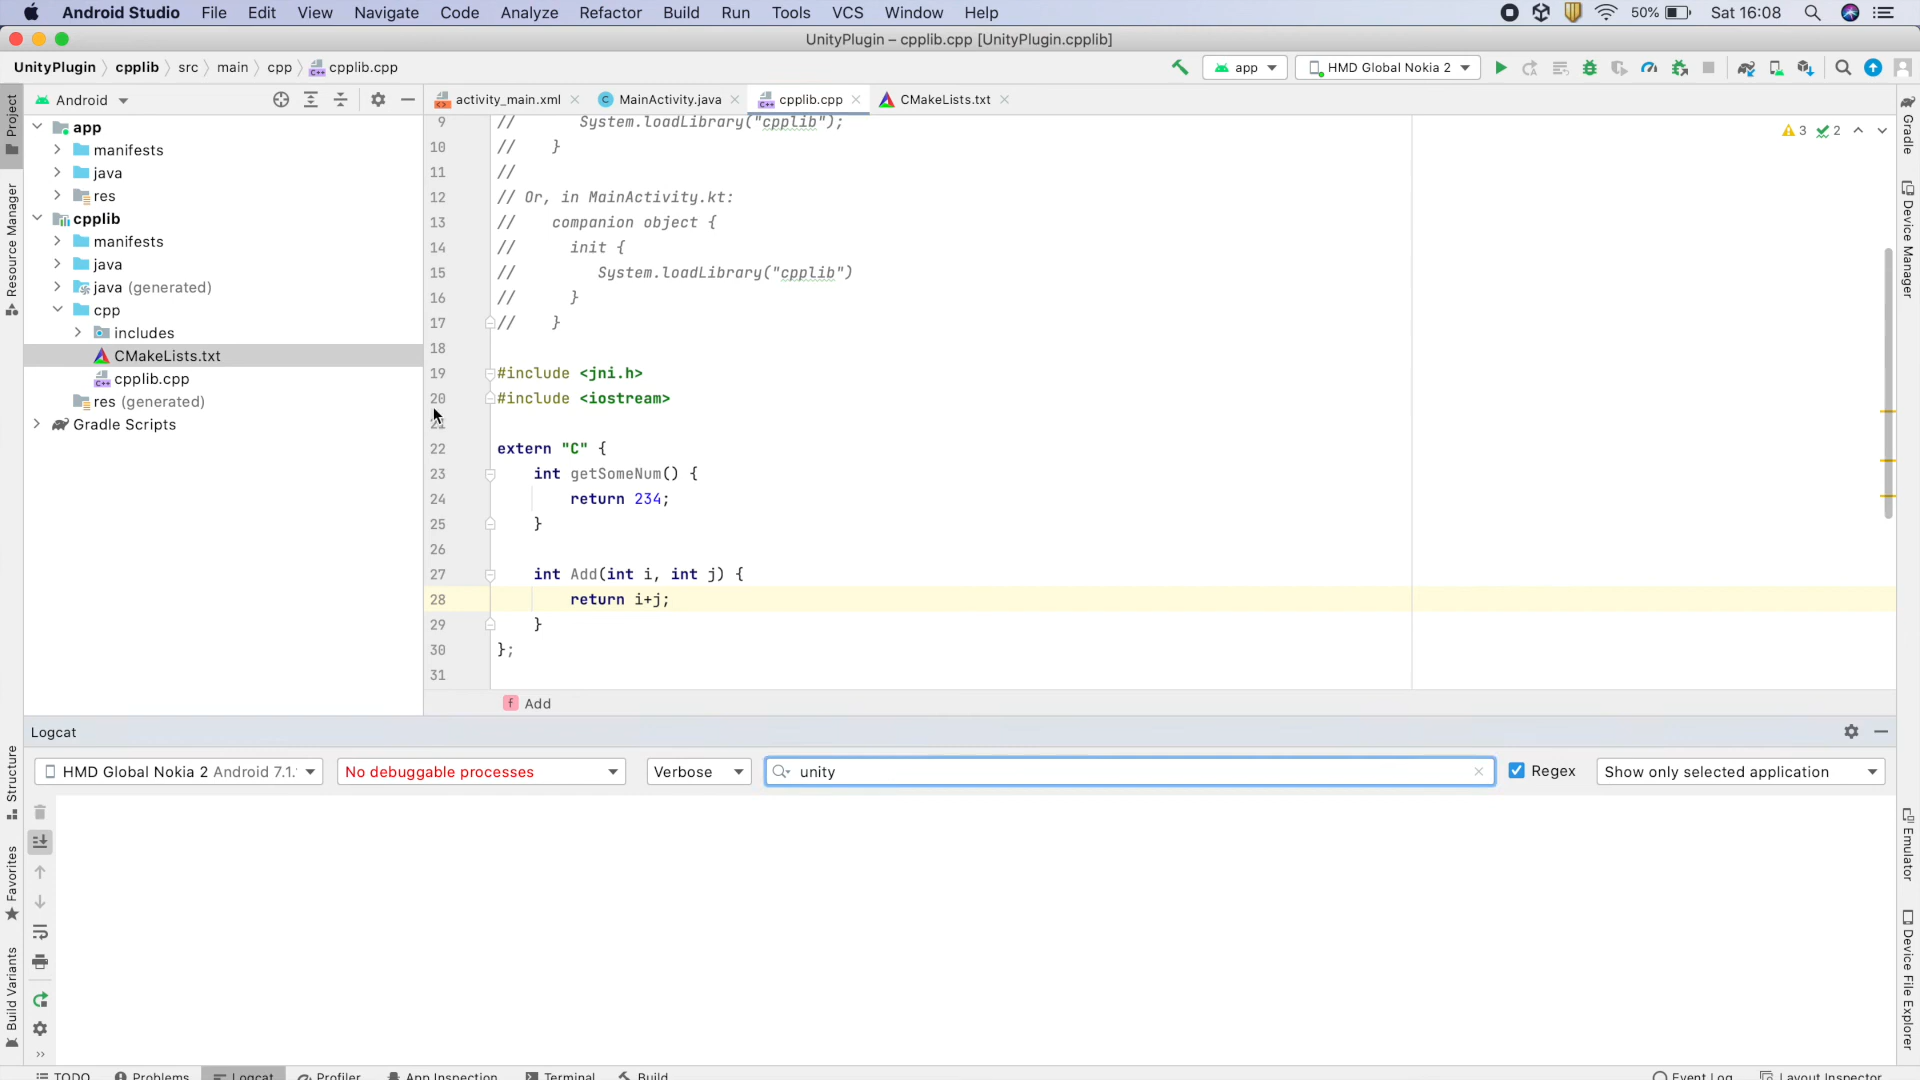 Android Studio File Edit View Navigate Code Analyze Refactor Build Run Tools VCS Window Help 50% Sat 16:08
UnityPlugin – cpplib.cpp [UnityPlugin.cpplib]
UnityPlugin cpplib src main cpp cpplib.cpp app HMD Global Nokia 2
Android
activity_main.xml MainActivity.java cpplib.cpp CMakeLists.txt
Project
Resource Manager
Structure
Favorites
Build Variants
app
manifests
java
res
cpplib
manifests
java
java (generated)
cpp
includes
CMakeLists.txt
cpplib.cpp
res (generated)
Gradle Scripts
9 // System.loadLibrary("cpplib");
10 // }
11 //
12 // Or, in MainActivity.kt:
13 // companion object {
14 // init {
15 // System.loadLibrary("cpplib")
16 // }
17 // }
18
19 #include <jni.h>
20 #include <iostream>
21
22 extern "C" {
23 int getSomeNum() {
24 return 234;
25 }
26
27 int Add(int i, int j) {
28 return i+j;
29 }
30 };
31
3 2
f Add
Gradle
Device Manager
Emulator
Device File Explorer
Logcat
HMD Global Nokia 2 Android 7.1. No debuggable processes Verbose unity Regex Show only selected application
TODO Problems Logcat Profiler App Inspection Terminal Build Event Log Layout Inspector